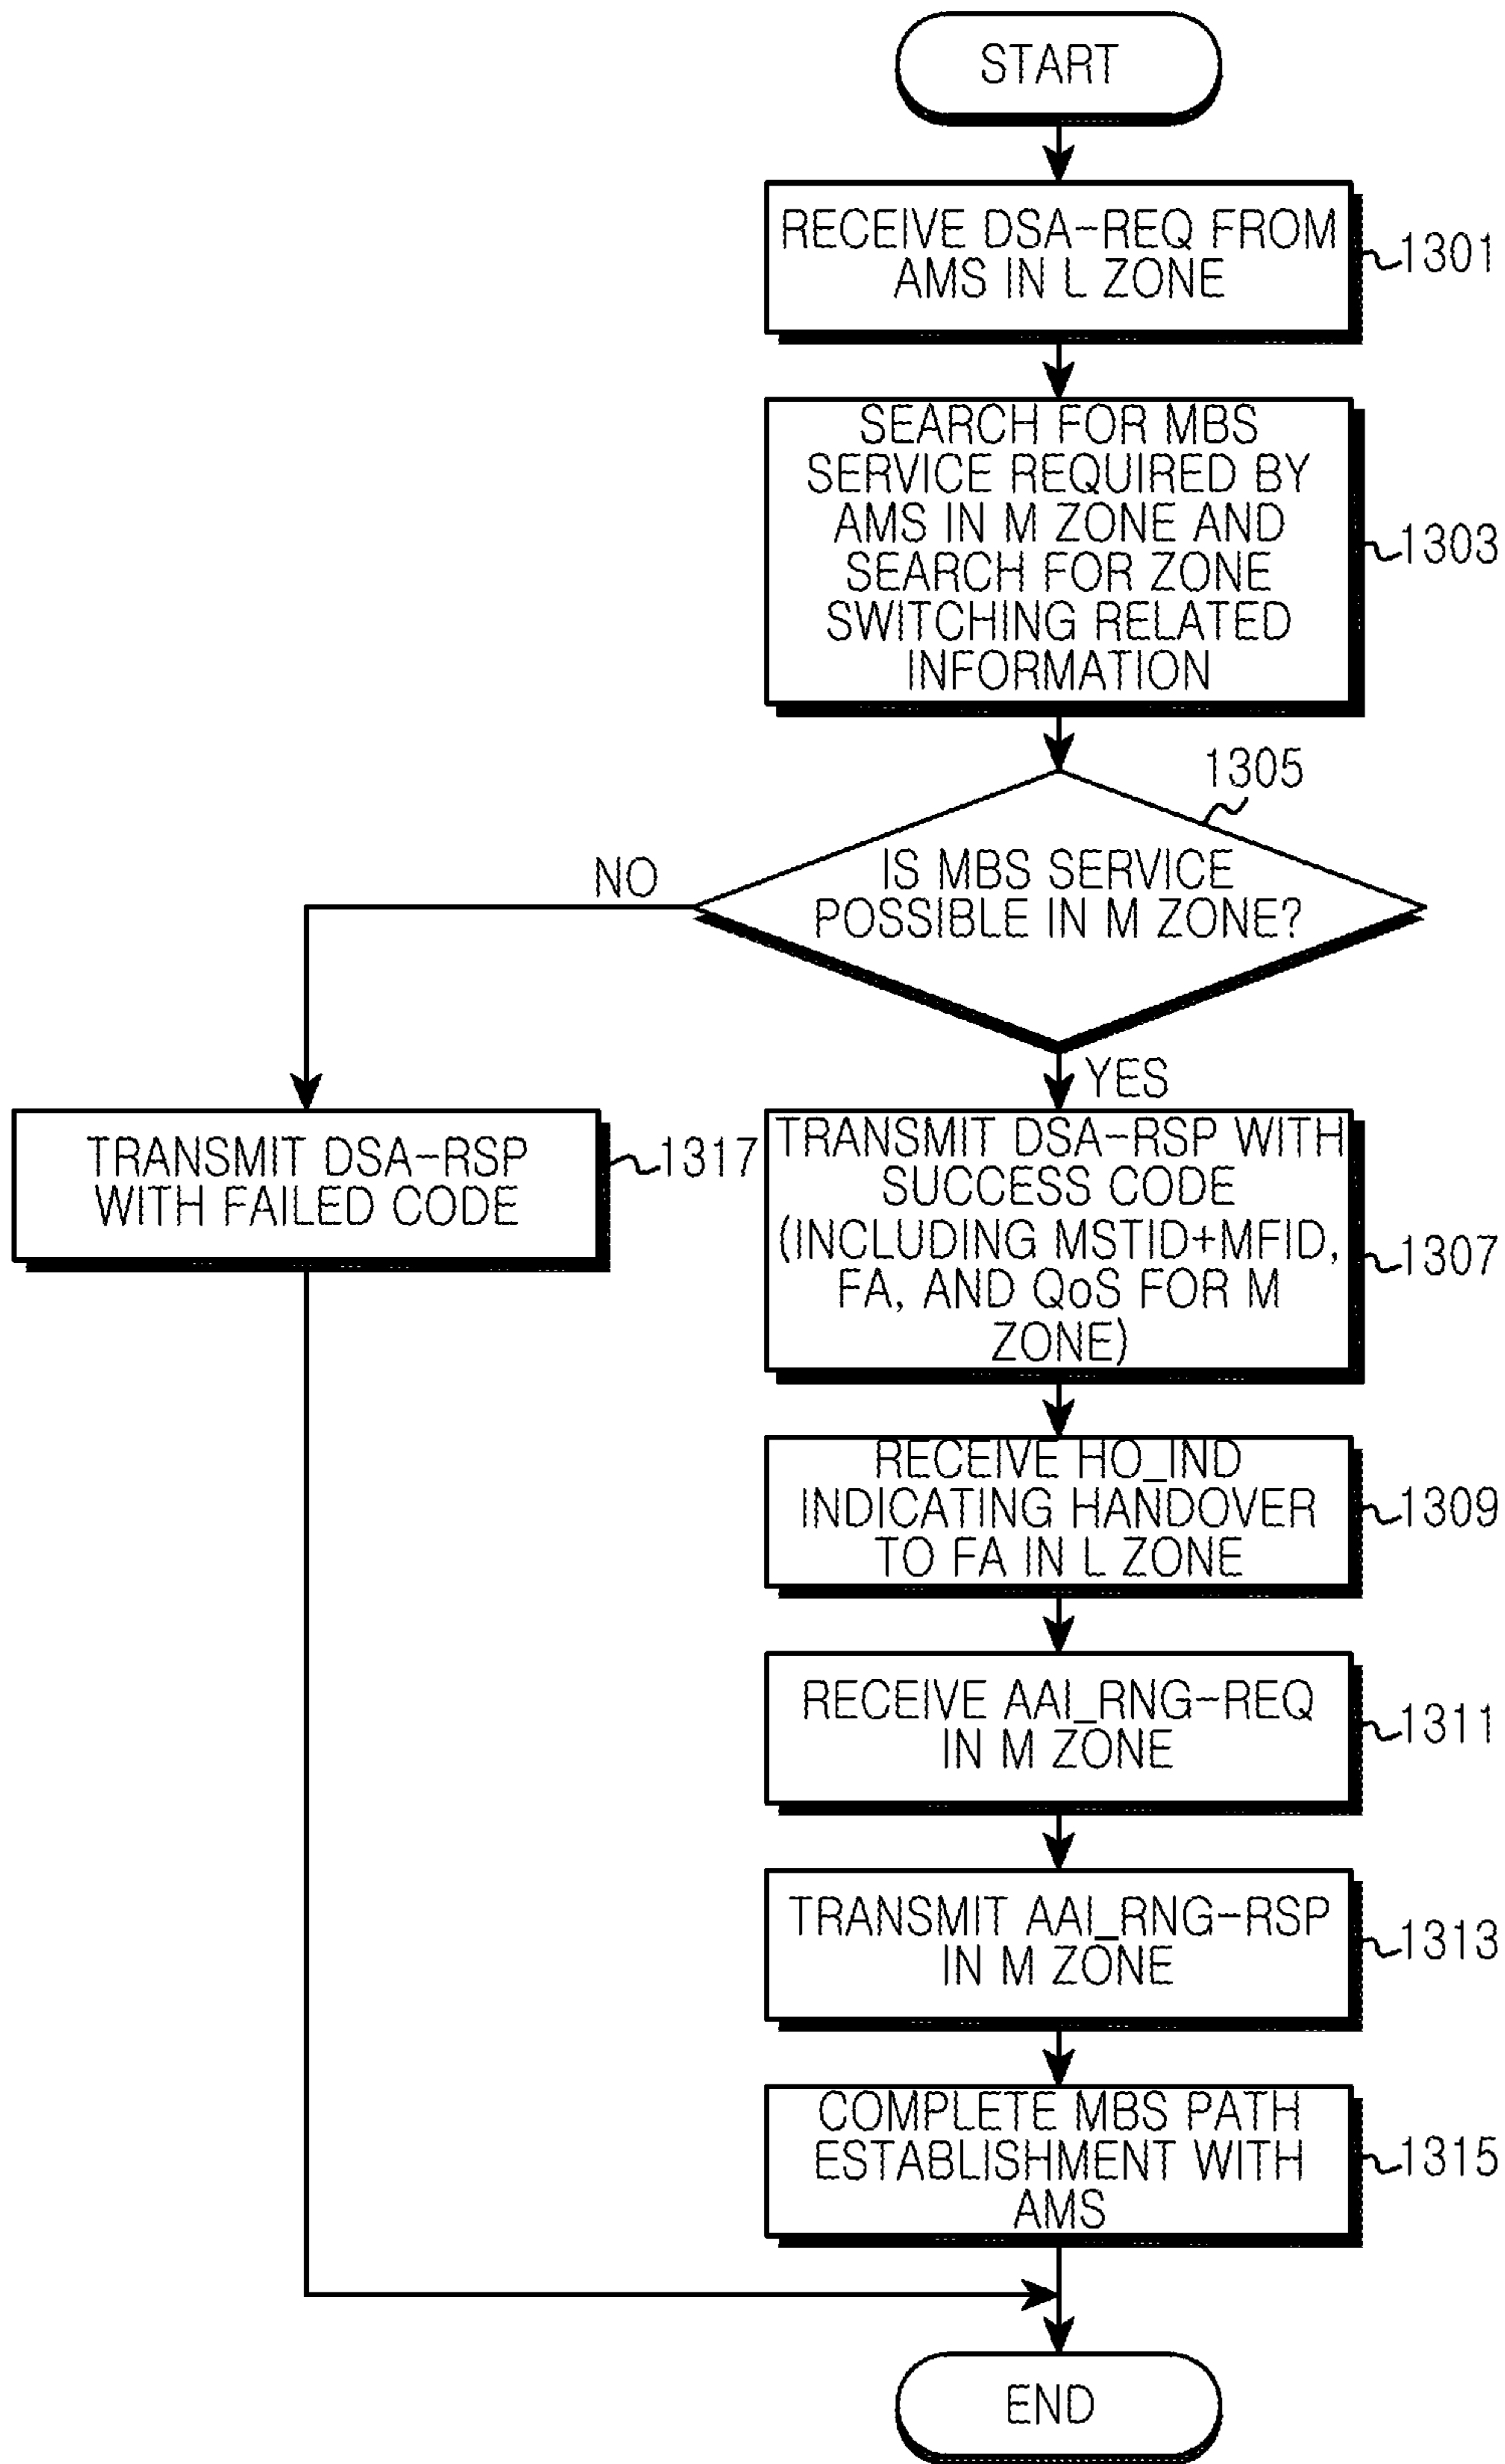 START
RECEIVE DSA-REQ FROM
AMS IN L ZONE
1301
SEARCH FOR MBS
SERVICE REQUIRED BY
AMS IN M ZONE AND
SEARCH FOR ZONE
SWITCHING RELATED
INFORMATION
1303
1305
IS MBS SERVICE
POSSIBLE IN M ZONE?
NO
YES
TRANSMIT DSA-RSP
WITH FAILED CODE
1317
TRANSMIT DSA-RSP WITH
SUCCESS CODE
(INCLUDING MSTID+MFID,
FA, AND QoS FOR M
ZONE)
1307
RECEIVE HO_IND
INDICATING HANDOVER
TO FA IN L ZONE
1309
RECEIVE AAI_RNG-REQ
IN M ZONE
1311
TRANSMIT AAI_RNG-RSP
IN M ZONE
1313
COMPLETE MBS PATH
ESTABLISHMENT WITH
AMS
1315
END